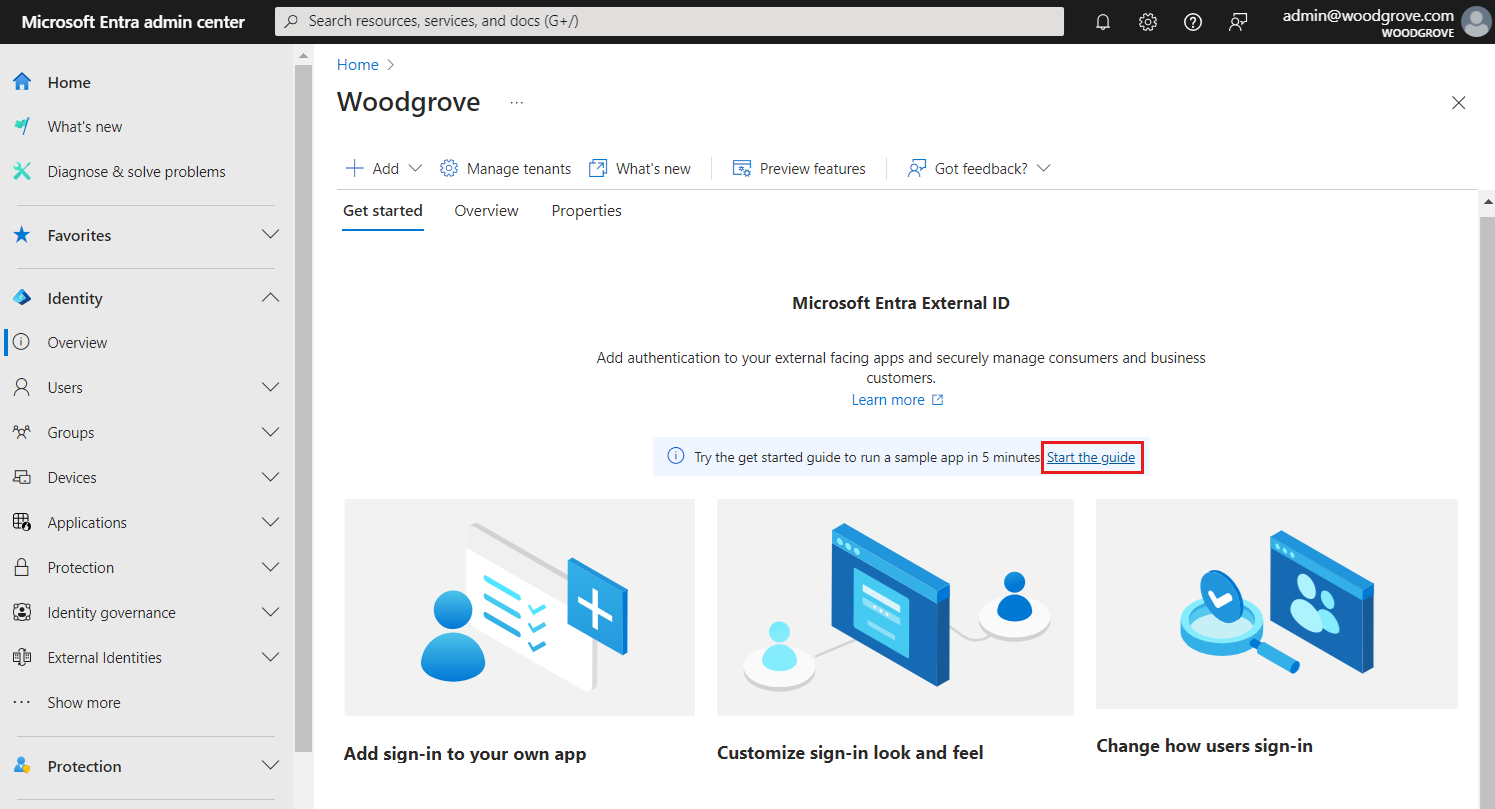 Microsoft Entra admin center
Search resources, services, and docs (G+/)
admin@woodgrove.com
WOODGROVE
Home
What's new
Diagnose & solve problems
Favorites
Identity
Overview
Users
Groups
Devices
Applications
Protection
Identity governance
External Identities
Show more
Protection
Home
Woodgrove
Add
Manage tenants
What's new
Preview features
Got feedback?
Get started
Overview
Properties
Microsoft Entra External ID
Add authentication to your external facing apps and securely manage consumers and business
customers.
Learn more
Try the get started guide to run a sample app in 5 minutes Start the guide
Add sign-in to your own app
Customize sign-in look and feel
Change how users sign-in